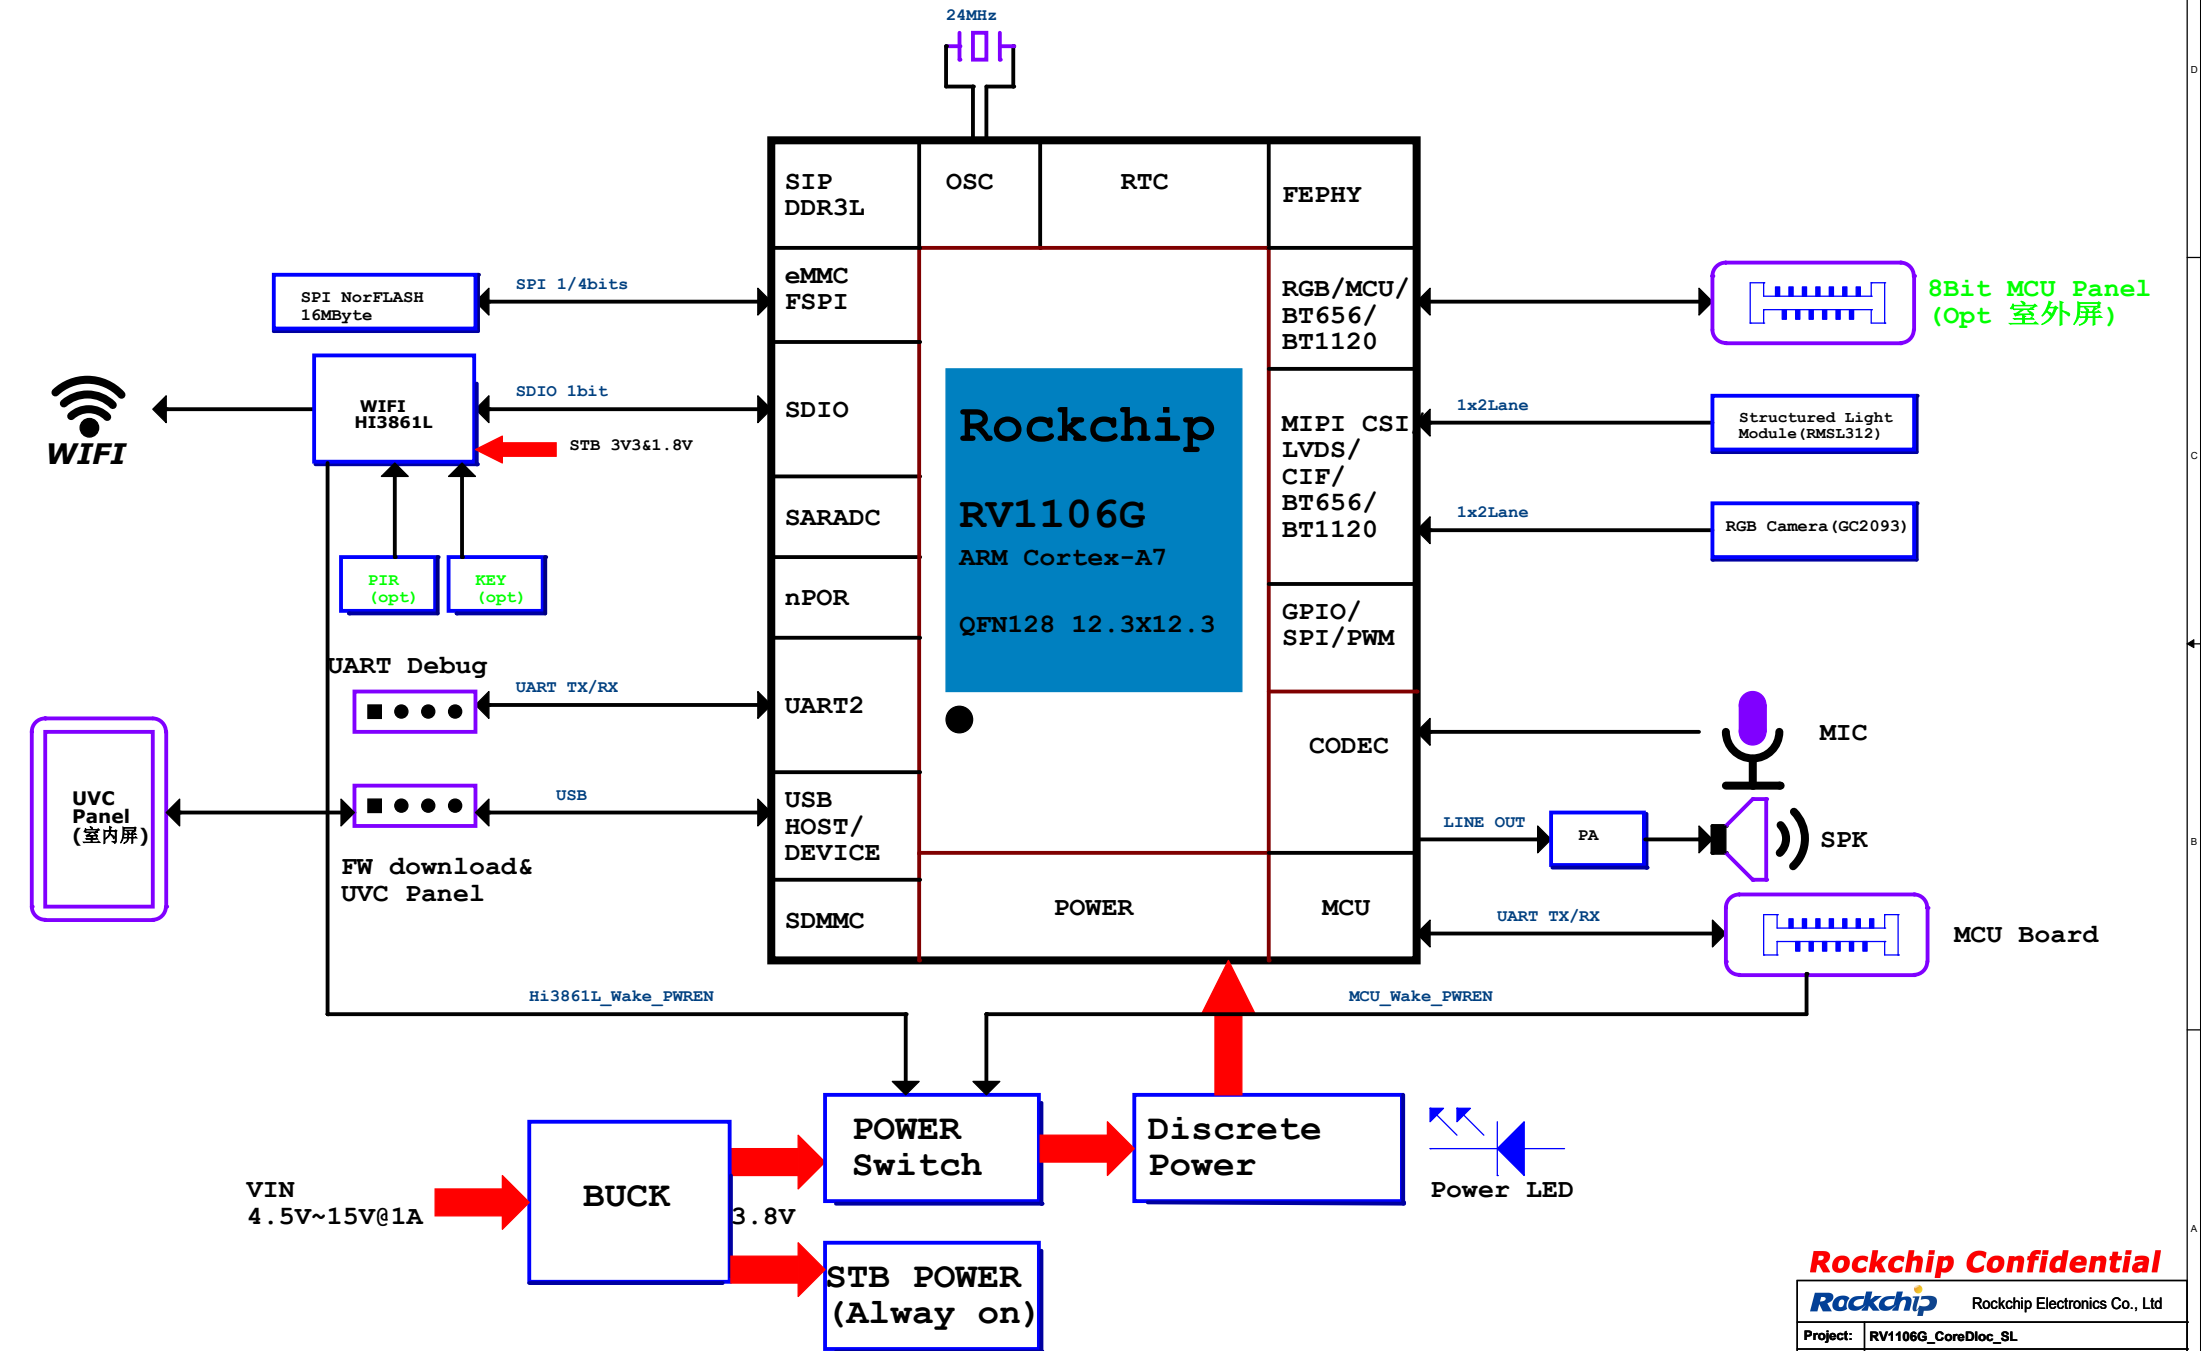 24MHz
SIP
DDR3L
OSC
RTC
FEPHY
eMMC
FSPI
SPI 1/4bits
SPI NorFLASH
16MByte
RGB/MCU/
BT656/
BT1120
8Bit MCU Panel
(Opt 室外屏)
WIFI
WIFI
HI3861L
SDIO 1bit
STB 3V3&1.8V
SDIO
Rockchip
RV1106G
ARM Cortex-A7
QFN128 12.3X12.3
MIPI CSI
LVDS/
CIF/
BT656/
BT1120
1x2Lane
Structured Light
Module(RMSL312)
1x2Lane
RGB Camera(GC2093)
SARADC
PIR
(opt)
KEY
(opt)
nPOR
GPIO/
SPI/PWM
UART Debug
UART TX/RX
UART2
CODEC
MIC
UVC
Panel
(室内屏)
USB
USB
HOST/
DEVICE
FW download&
UVC Panel
LINE OUT
PA
SPK
SDMMC
POWER
MCU
UART TX/RX
MCU Board
Hi3861L_Wake_PWREN
MCU_Wake_PWREN
POWER
Switch
Discrete
Power
Power LED
VIN
4.5V~15V@1A
BUCK
3.8V
STB POWER
(Alway on)
Rockchip Confidential
Rockchip
Rockchip Electronics Co., Ltd
Project:
RV1106G_CoreDloc_SL
D
C
B
A